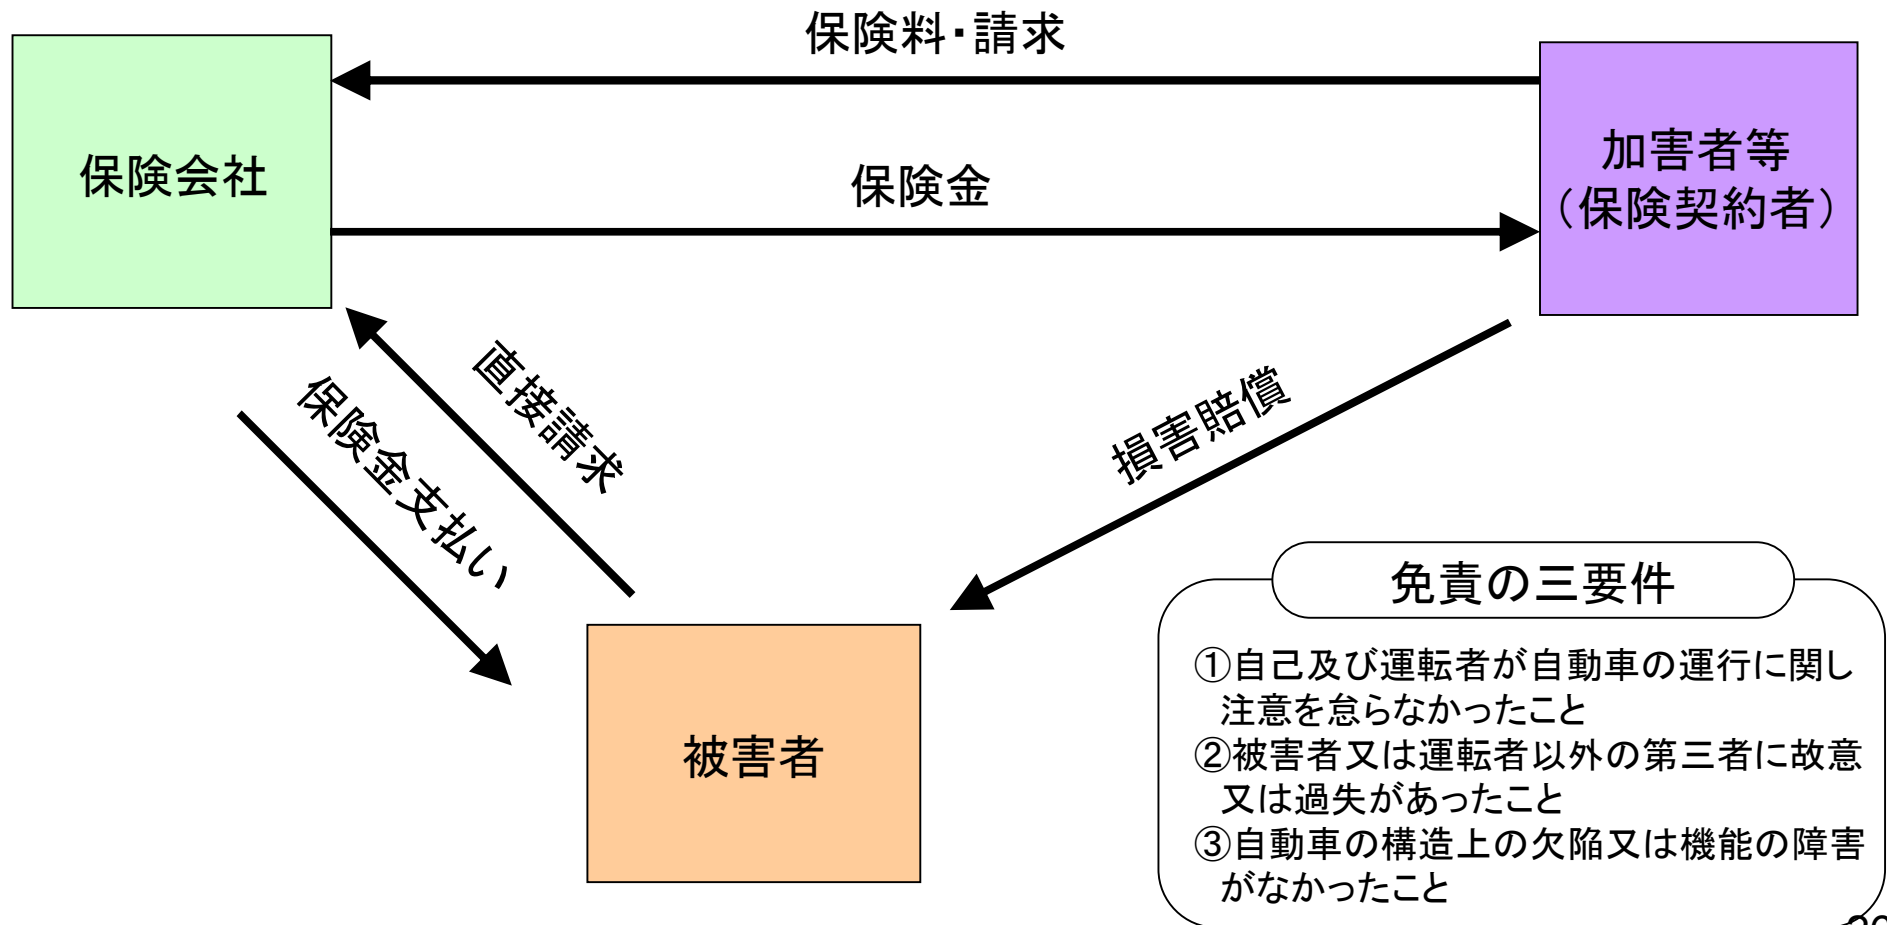 保険料・請求
保険会社
保険金
加害者等
（保険契約者）
直接請求
保険金支払い
損害賠償
被害者
免責の三要件
①自己及び運転者が自動車の運行に関し
注意を怠らなかったこと
②被害者又は運転者以外の第三者に故意
又は過失があったこと
③自動車の構造上の欠陥又は機能の障害
がなかったこと